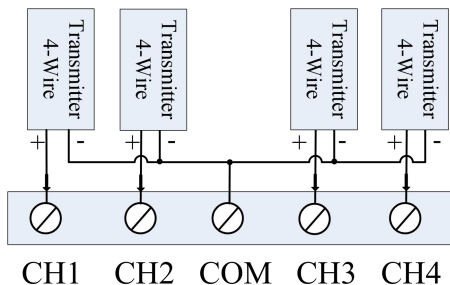 Transmitter
4-Wire
Transmitter
4-Wire
Transmitter
4-Wire
Transmitter
4-Wire
+ -
+ -
+ -
+ -
CH1 CH2 COM CH3 CH4